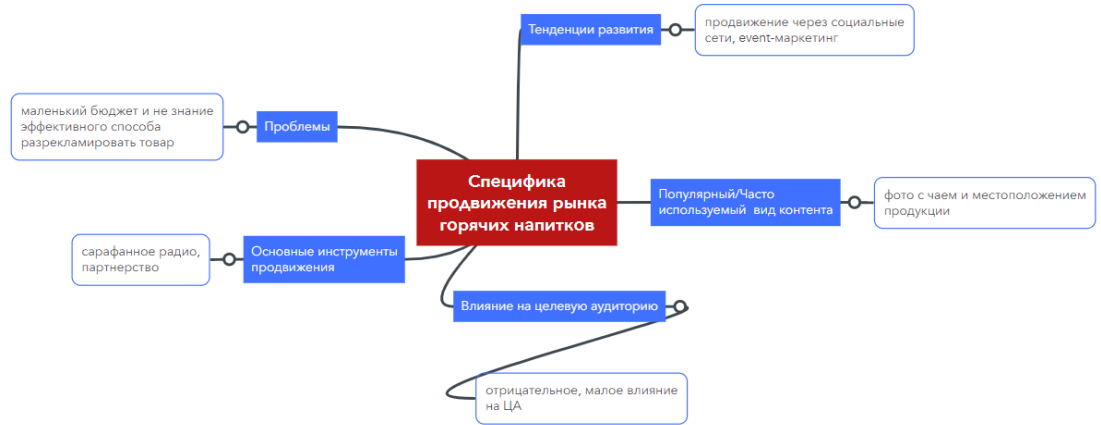 Тенденции развития
продвижение через социальные
сети, event-маркетинг
маленький бюджет и не знание
эффективного способа
разрекламировать товар
Проблемы
Специфика
продвижения рынка
горячих напитков
Популярный/Часто
используемый вид контента
фото с чаем и местоположением
продукции
сарафанное радио,
партнерство
Основные инструменты
продвижения
Влияние на целевую аудиторию
отрицательное, малое влияние
на ЦА